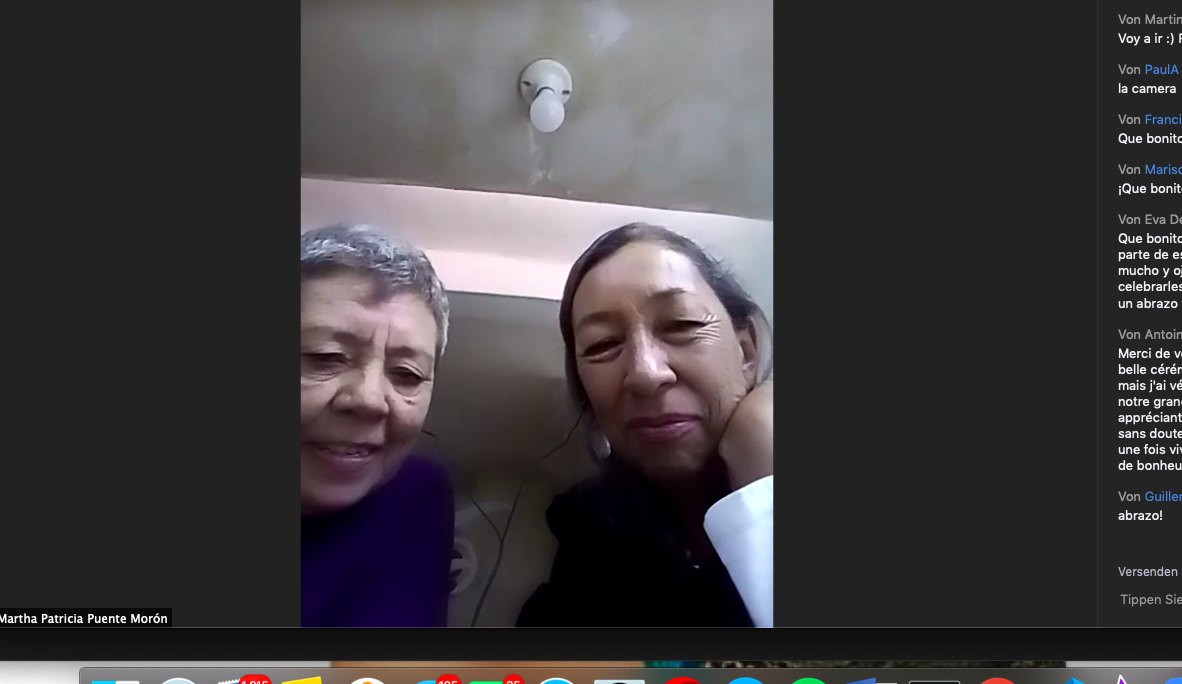 Von Martin
Voy a ir :)
Von PaulA
la camera
Von Franci
Que bonito
Von Mariso
¡Que bonit
Von Eva De
Que bonito
parte de es
mucho y oj
celebrarles
un abrazo
Von Antoin
Merci de v
belle cérém
mais j'ai vé
notre gran
appréciant
sans doute
une fois viv
de bonheu
Von Guiller
abrazo!
Versenden
Tippen Sie
Martha Patricia Puente Morón